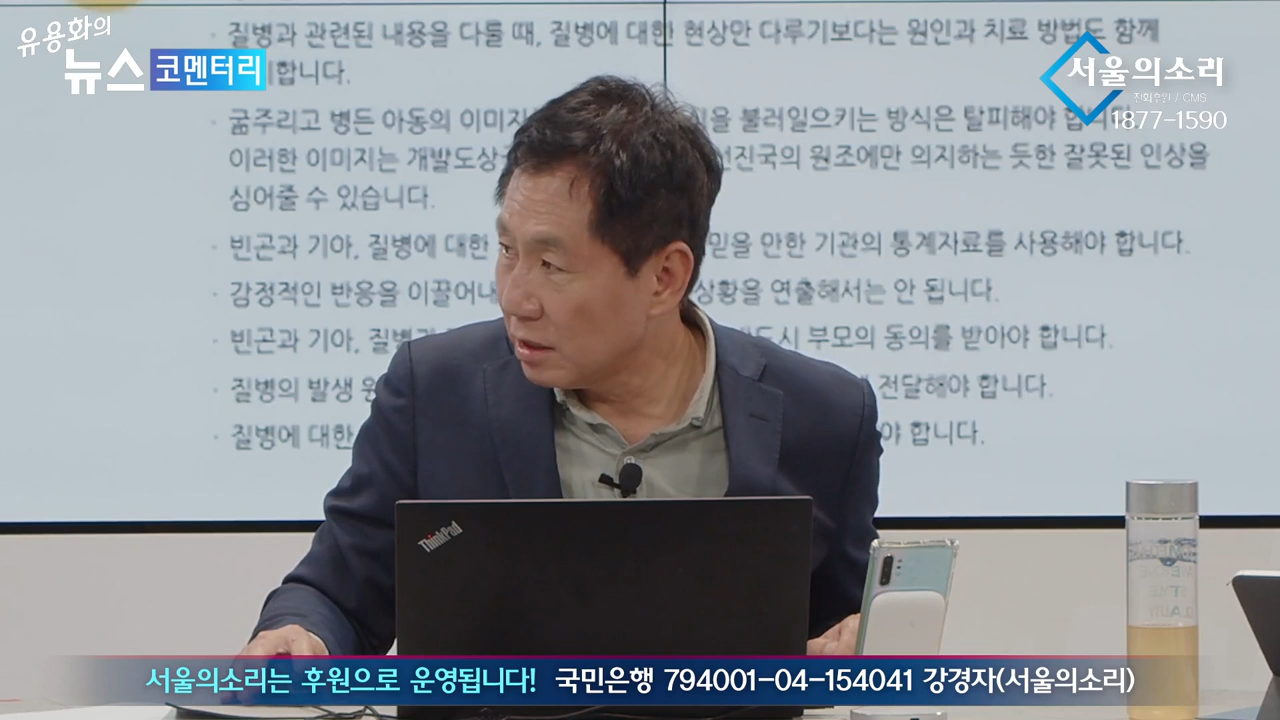 유용화의
뉴스 코멘터리
서울의소리
전화후원 / CMS
1877-1590
· 질병과 관련된 내용을 다룰 때, 질병에 대한 현상만 다루기보다는 원인과 치료 방법도 함께
합니다.
· 굶주리고 병든 아동의 이미지 불러일으키는 방식은 탈피해야 합니다.
이러한 이미지는 개발도상 선진국의 원조에만 의지하는 듯한 잘못된 인상을
심어줄 수 있습니다.
· 빈곤과 기아, 질병에 대한 믿을 만한 기관의 통계자료를 사용해야 합니다.
· 감정적인 반응을 이끌어내 상황을 연출해서는 안 됩니다.
· 빈곤과 기아, 질병 부모의 동의를 받아야 합니다.
· 질병의 발생 전달해야 합니다.
· 질병에 대한 합니다.
ThinkPad
서울의소리는 후원으로 운영됩니다! 국민은행 794001-04-154041 강경자(서울의소리)